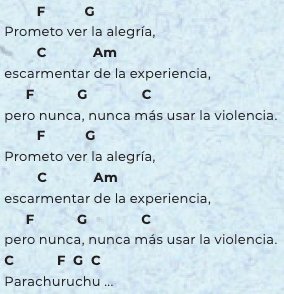 F G
Prometo ver la alegría,
C Am
escarmentar de la experiencia,
F G C
pero nunca, nunca más usar la violencia.
F G
Prometo ver la alegría,
C Am
escarmentar de la experiencia,
F G C
pero nunca, nunca más usar la violencia.
C F G C
Parachuruchu ...